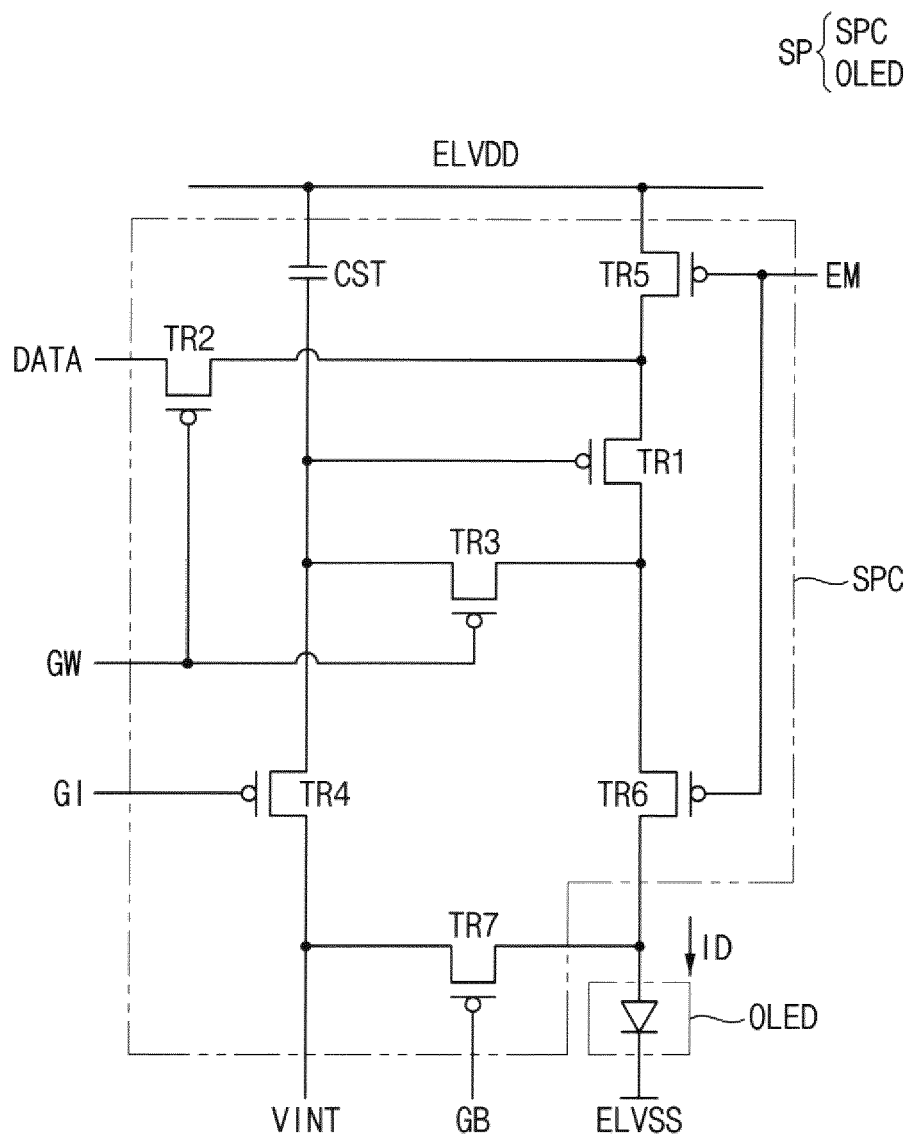 SP { SPC
OLED
ELVDD
CST
TR5
EM
TR2
DATA
TR1
TR3
SPC
GW
GI
TR4
TR6
TR7
ID
OLED
VINT
GB
ELVSS